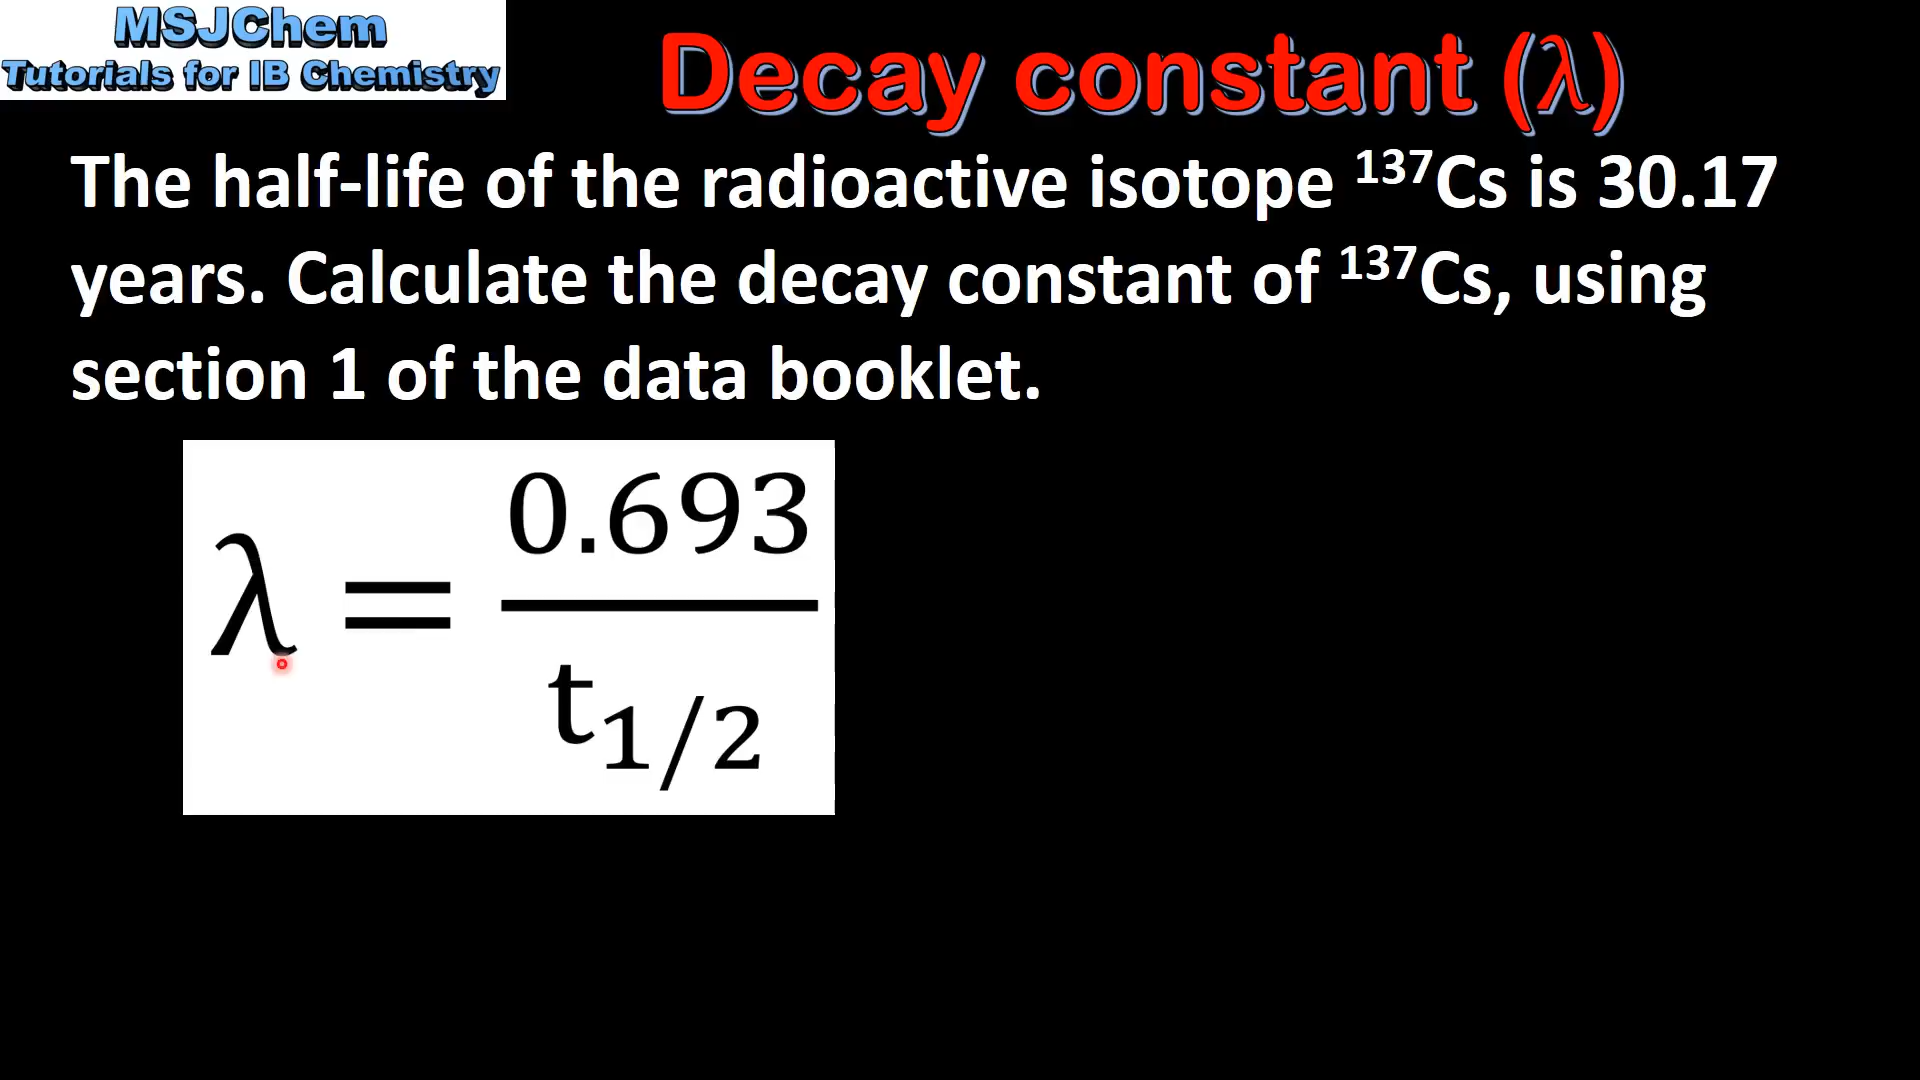 MSJChem
Tutorials for IB Chemistry
Decay constant (λ)
The half-life of the radioactive isotope ¹³⁷Cs is 30.17
years. Calculate the decay constant of ¹³⁷Cs, using
section 1 of the data booklet.
λ = 0.693 / t₁/₂